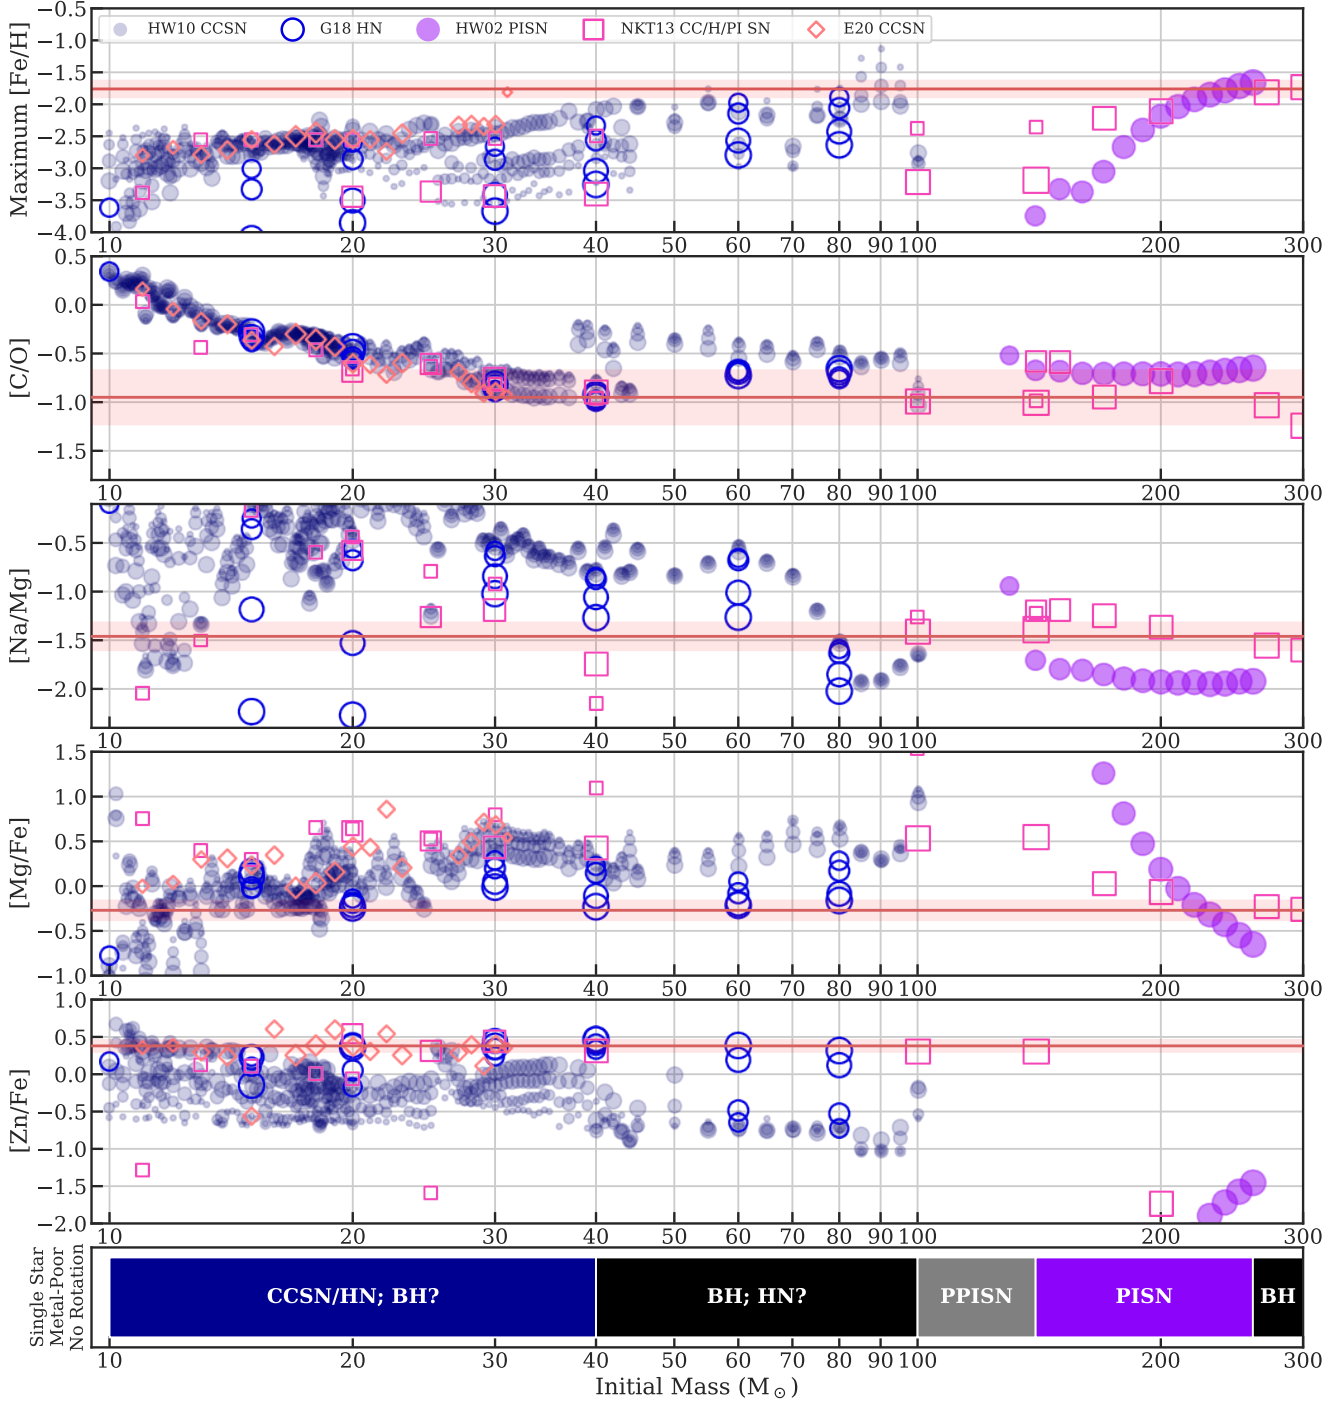 HW10 CCSN G18 HN HW02 PISN NKT13 CC/H/PI SN E20 CCSN
Maximum [Fe/H]
−0.5
−1.0
−1.5
−2.0
−2.5
−3.0
−3.5
−4.0
10 20 30 40 50 60 70 80 90 100 200 300
[C/O]
0.5
0.0
−0.5
−1.0
−1.5
10 20 30 40 50 60 70 80 90 100 200 300
[Na/Mg]
−0.5
−1.0
−1.5
−2.0
10 20 30 40 50 60 70 80 90 100 200 300
[Mg/Fe]
1.5
1.0
0.5
0.0
−0.5
−1.0
10 20 30 40 50 60 70 80 90 100 200 300
[Zn/Fe]
1.0
0.5
0.0
−0.5
−1.0
−1.5
−2.0
10 20 30 40 50 60 70 80 90 100 200 300
Single Star
Metal-Poor
No Rotation
CCSN/HN; BH? BH; HN? PPISN PISN BH
10 20 30 40 50 60 70 80 90 100 200 300
Initial Mass (M⊙)